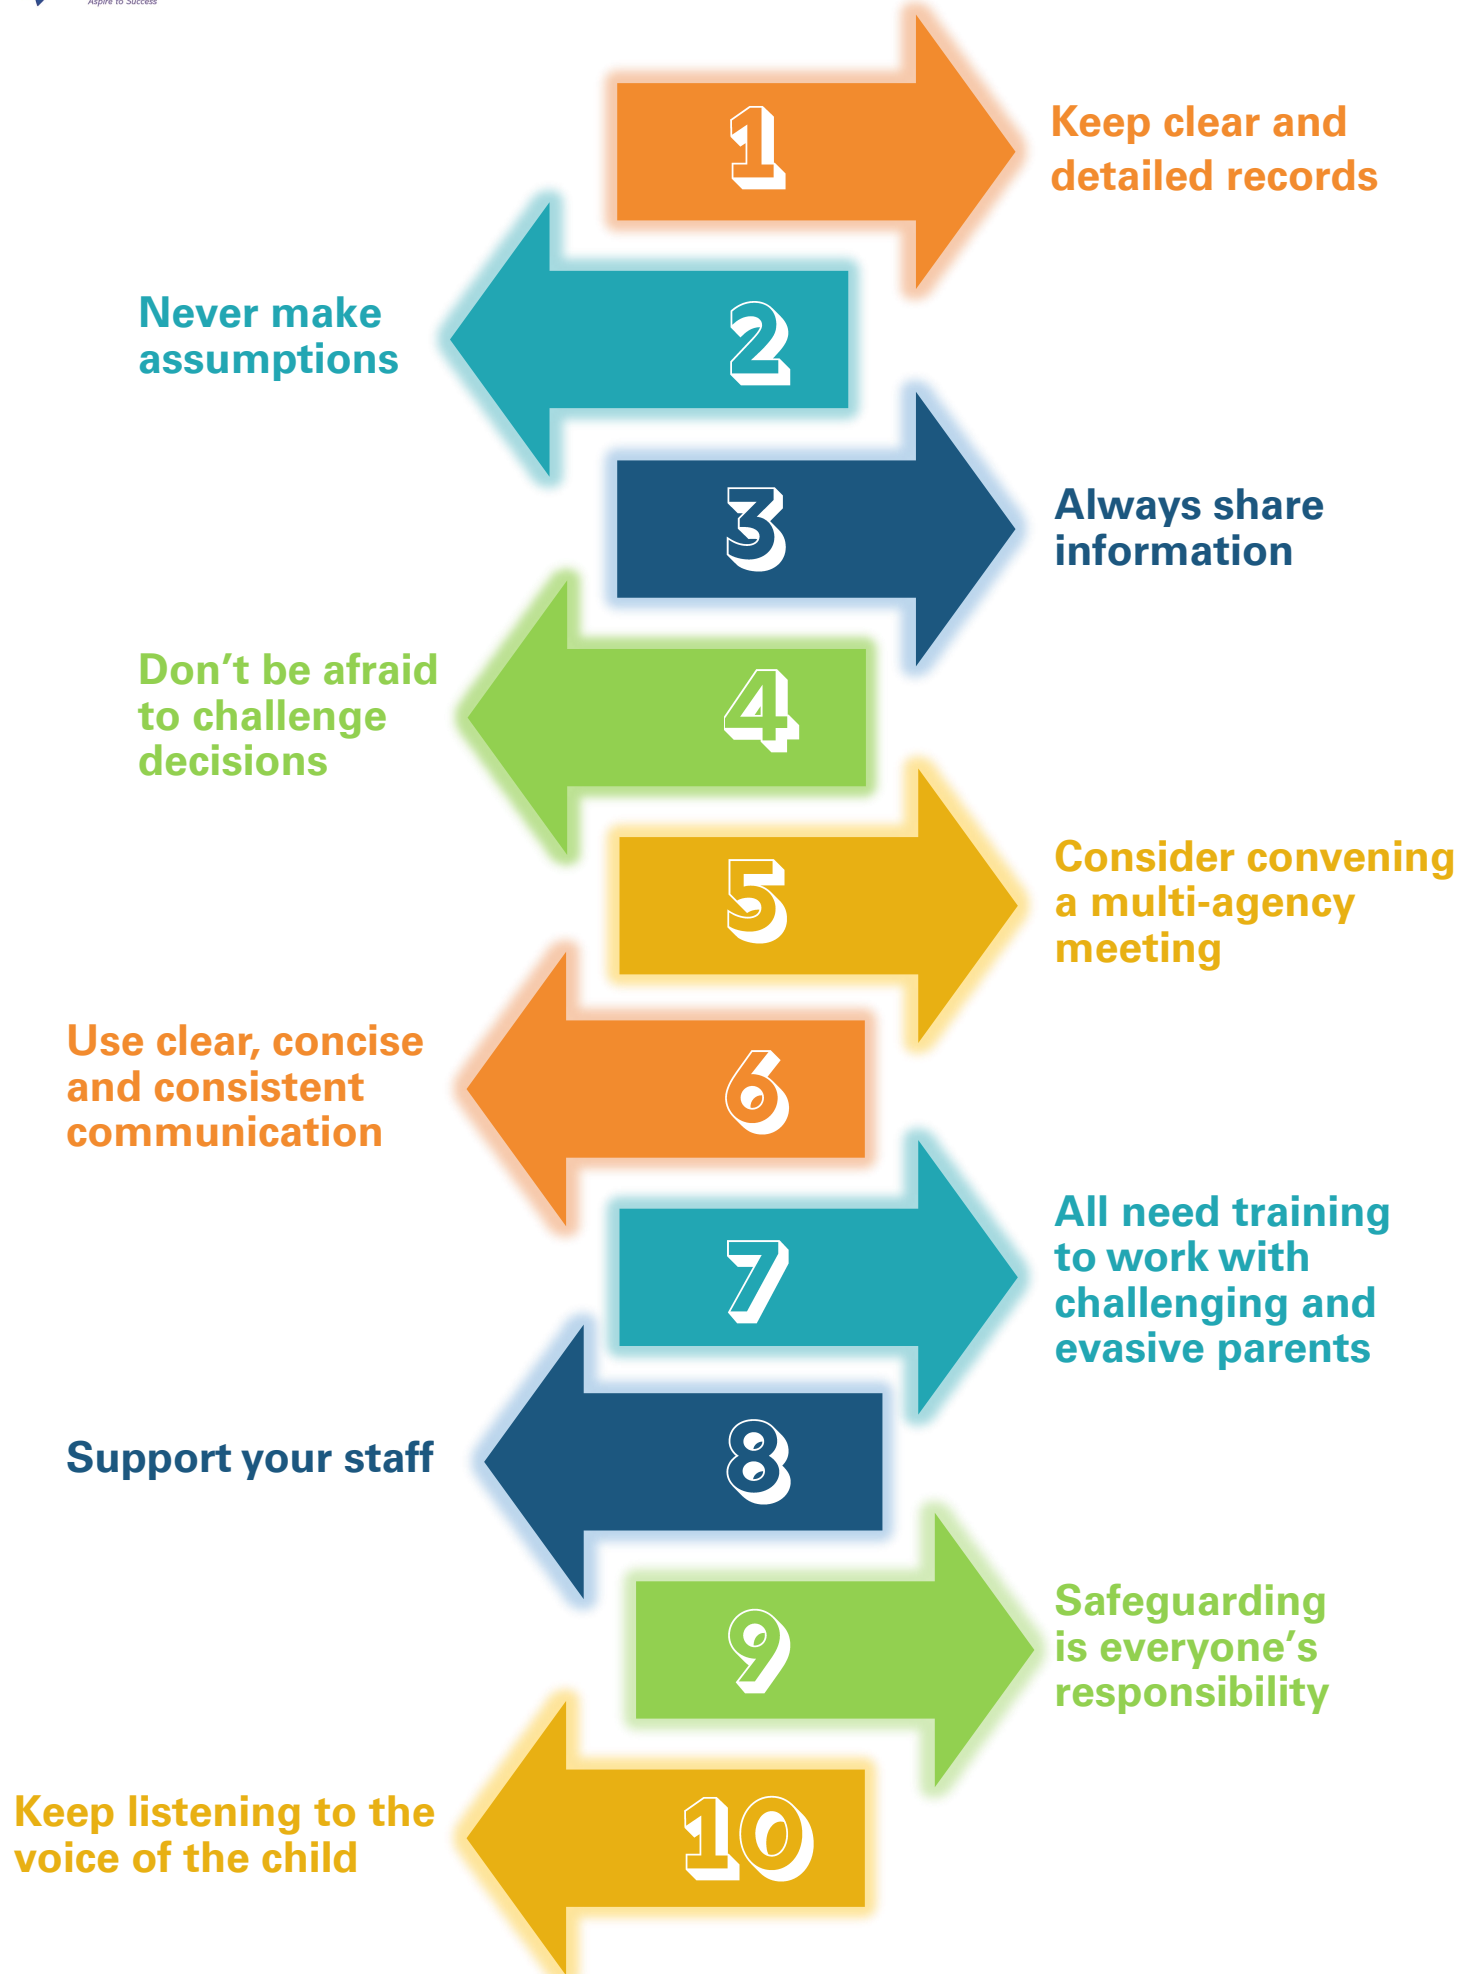 Aspire to Success
1
Keep clear and
detailed records
2
Never make
assumptions
3
Always share
information
4
Don't be afraid
to challenge
decisions
5
Consider convening
a multi-agency
meeting
6
Use clear, concise
and consistent
communication
7
All need training
to work with
challenging and
evasive parents
8
Support your staff
9
Safeguarding
is everyone's
responsibility
10
Keep listening to the
voice of the child